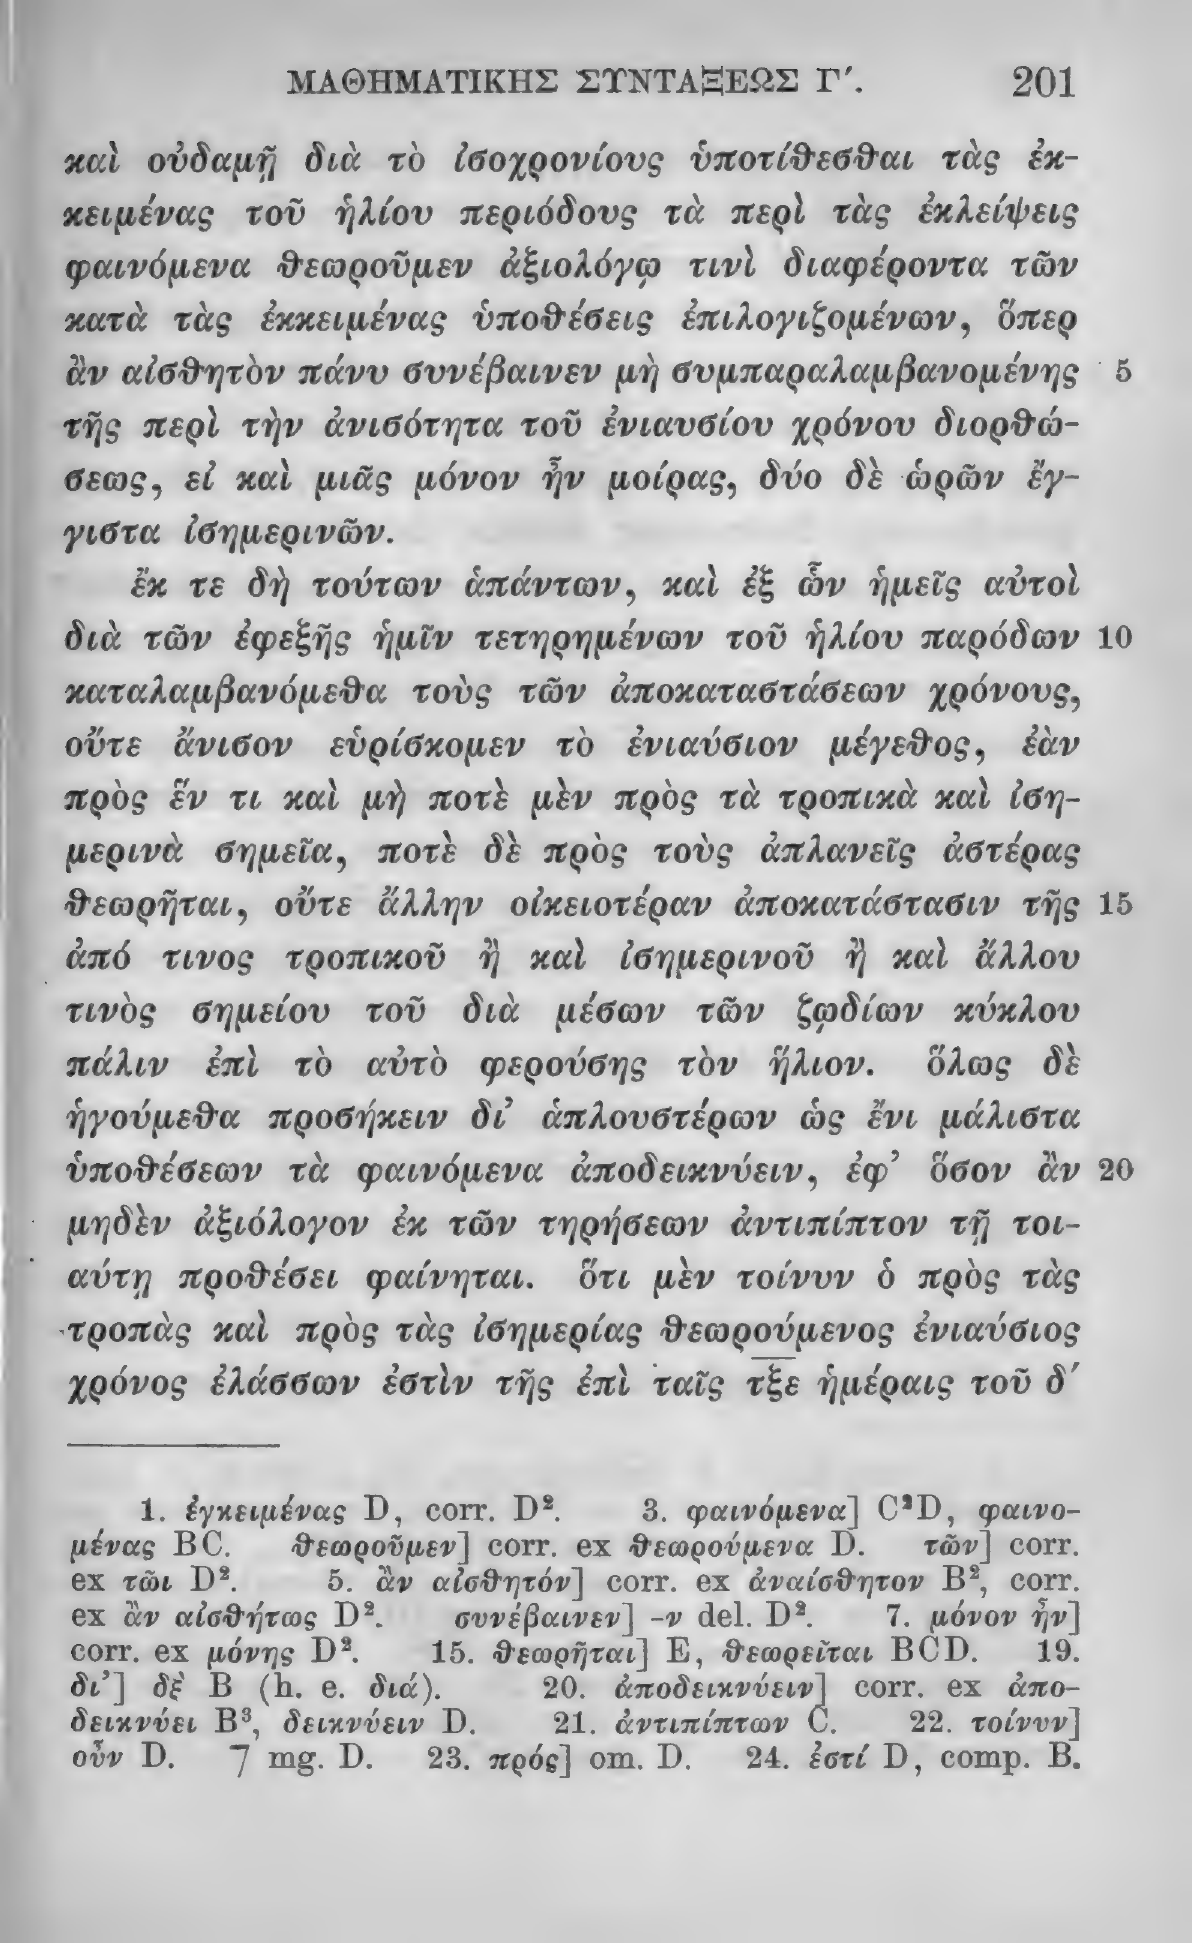 ΜΑΘΗΜΑΤΙΚΗΣ ΣΥΝΤΑΞΕΩΣ Γ΄. 201
καὶ οὐδαμῇ διὰ τὸ ἰσοχρονίους ὑποτίθεσθαι τὰς ἐκ-
κειμένας τοῦ ἡλίου περιόδους τὰ περὶ τὰς ἐκλείψεις
φαινόμενα θεωροῦμεν ἀξιολόγῳ τινὶ διαφέροντα τῶν
κατὰ τὰς ἐκκειμένας ὑποθέσεις ἐπιλογιζομένων, ὅπερ
ἂν αἰσθητὸν πάνυ συνέβαινεν μὴ συμπαραλαμβανομένης 5
τῆς περὶ τὴν ἀνισότητα τοῦ ἐνιαυσίου χρόνου διορθώ-
σεως, εἰ καὶ μιᾶς μόνον ἦν μοίρας, δύο δὲ ὡρῶν ἔγ-
γιστα ἰσημερινῶν.
ἔκ τε δὴ τούτων ἁπάντων, καὶ ἐξ ὧν ἡμεῖς αὐτοὶ
διὰ τῶν ἐφεξῆς ἡμῖν τετηρημένων τοῦ ἡλίου παρόδων 10
καταλαμβανόμεθα τοὺς τῶν ἀποκαταστάσεων χρόνους,
οὔτε ἄνισον εὑρίσκομεν τὸ ἐνιαύσιον μέγεθος, ἐὰν
πρὸς ἕν τι καὶ μὴ ποτὲ μὲν πρὸς τὰ τροπικὰ καὶ ἰση-
μερινὰ σημεῖα, ποτὲ δὲ πρὸς τοὺς ἀπλανεῖς ἀστέρας
θεωρῆται, οὔτε ἄλλην οἰκειοτέραν ἀποκατάστασιν τῆς 15
ἀπό τινος τροπικοῦ ἢ καὶ ἰσημερινοῦ ἢ καὶ ἄλλου
τινὸς σημείου τοῦ διὰ μέσων τῶν ζῳδίων κύκλου
πάλιν ἐπὶ τὸ αὐτὸ φερούσης τὸν ἥλιον. ὅλως δὲ
ἡγούμεθα προσήκειν δι’ ἁπλουστέρων ὡς ἔνι μάλιστα
ὑποθέσεων τὰ φαινόμενα ἀποδεικνύειν, ἐφ’ ὅσον ἂν 20
μηδὲν ἀξιόλογον ἐκ τῶν τηρήσεων ἀντιπίπτον τῇ τοι-
αύτῃ προθέσει φαίνηται. ὅτι μὲν τοίνυν ὁ πρὸς τὰς
τροπὰς καὶ πρὸς τὰς ἰσημερίας θεωρούμενος ἐνιαύσιος
χρόνος ἐλάσσων ἐστὶν τῆς ἐπὶ ταῖς τ̅ξ̅ε̅ ἡμέραις τοῦ δ΄
1. ἐγκειμένας D, corr. D². 3. φαινόμενα] C²D, φαινο-
μένας BC. θεωροῦμεν] corr. ex θεωρούμενα D. τῶν] corr.
ex τῶι D². 5. ἂν αἰσθητόν] corr. ex ἀναίσθητον B², corr.
ex ἂν αἰσθήτως D². συνέβαινεν] -ν del. D². 7. μόνον ἦν]
corr. ex μόνης D². 15. θεωρῆται] E, θεωρεῖται BCD. 19.
δι’] δξ̀ B (h. e. διά). 20. ἀποδεικνύειν] corr. ex ἀπο-
δεικνύει B³, δεικνύειν D. 21. ἀντιπίπτων C. 22. τοίνυν]
οὖν D. ⁊ mg. D. 23. πρός] om. D. 24. ἐστί D, comp. B.